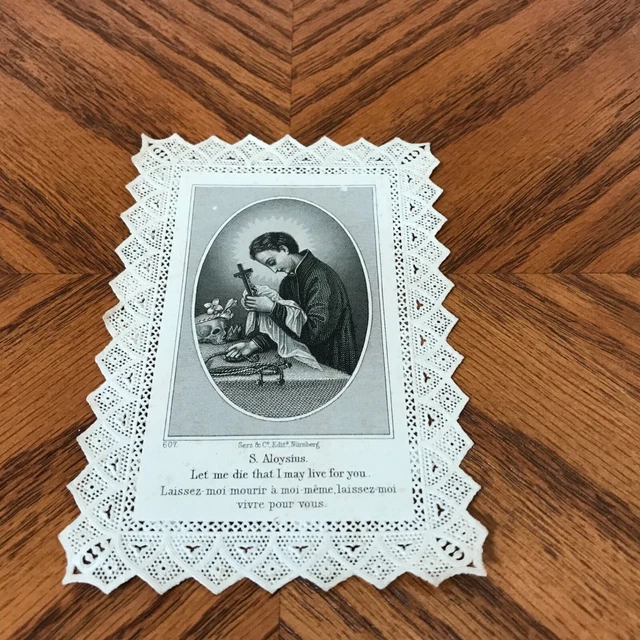 607. Serz & Cº, Editª, Nürnberg
S. Aloysius.
Let me die that I may live for you.
Laissez-moi mourir à moi-même, laissez-moi
vivre pour vous.